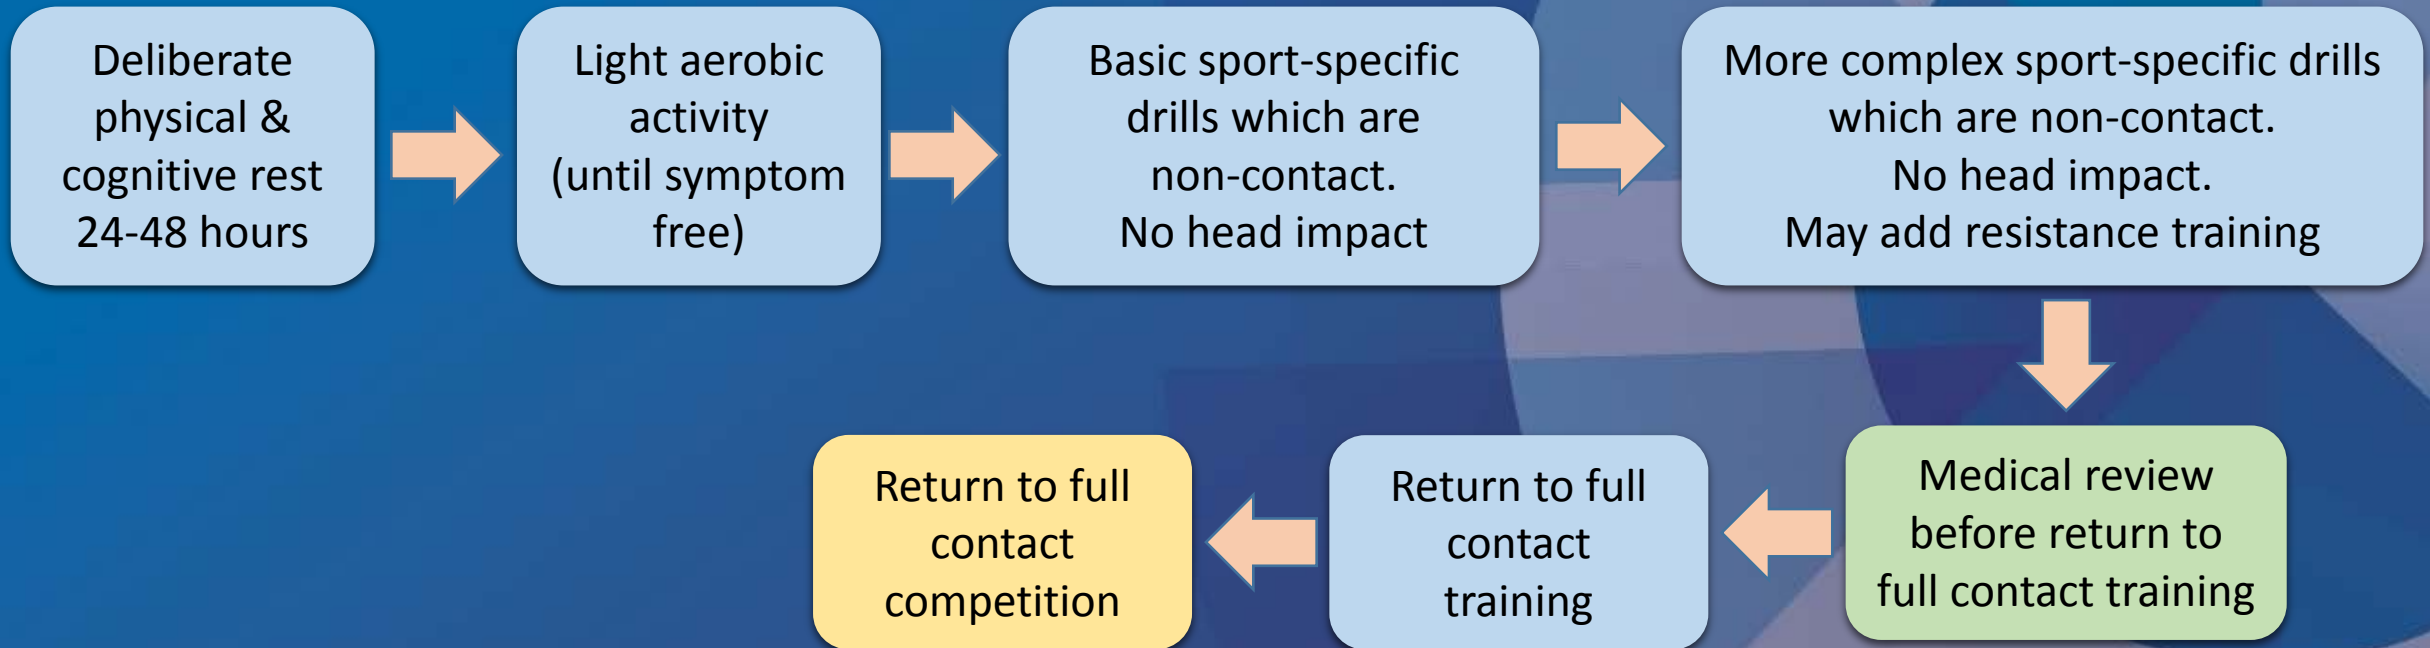 Deliberate
physical &
cognitive rest
24-48 hours
Light aerobic
activity
(until symptom
free)
Basic sport-specific
drills which are
non-contact.
No head impact
More complex sport-specific drills
which are non-contact.
No head impact.
May add resistance training
Medical review
before return to
full contact training
Return to full
contact
training
Return to full
contact
competition